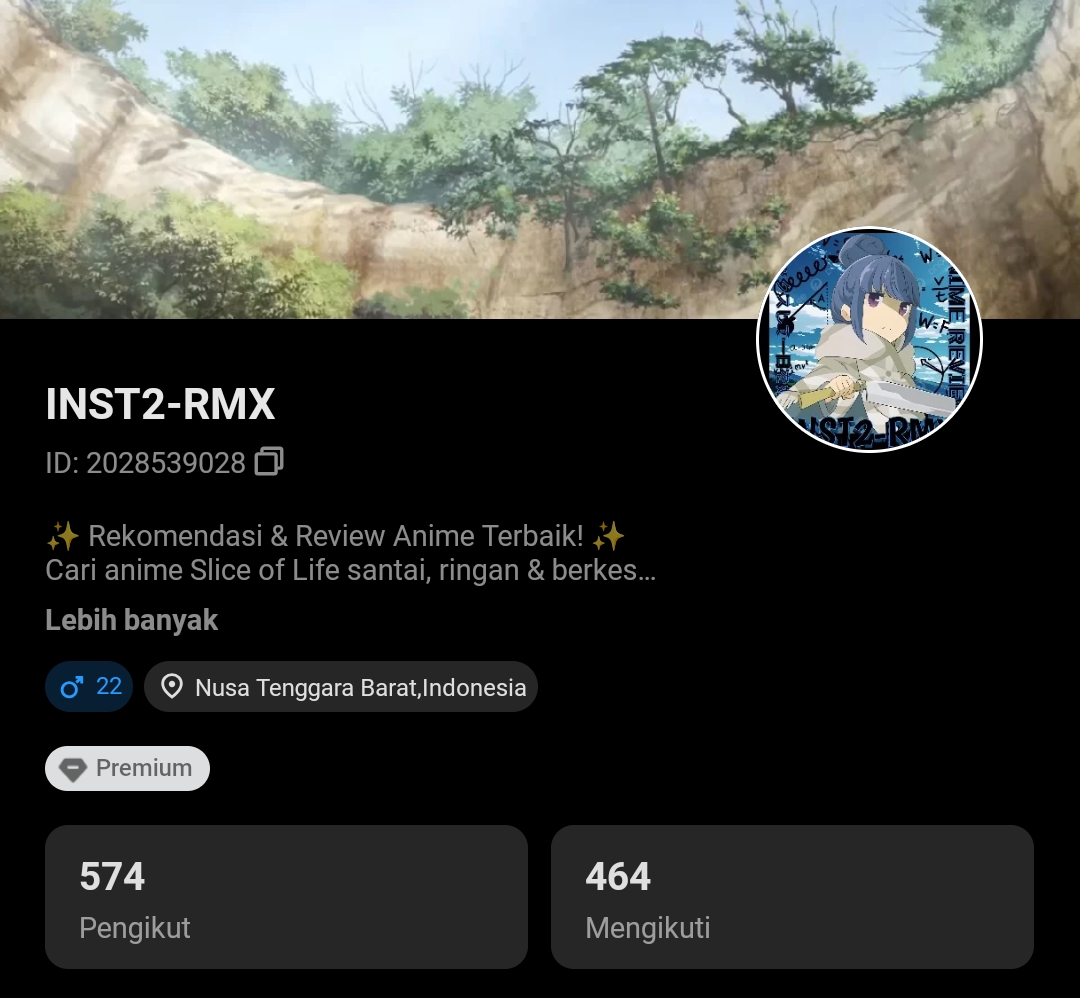 INST2-RMX
ID: 2028539028
✨ Rekomendasi & Review Anime Terbaik! ✨
Cari anime Slice of Life santai, ringan & berkes...
Lebih banyak
22
Nusa Tenggara Barat,Indonesia
Premium
574
Pengikut
464
Mengikuti
W=F